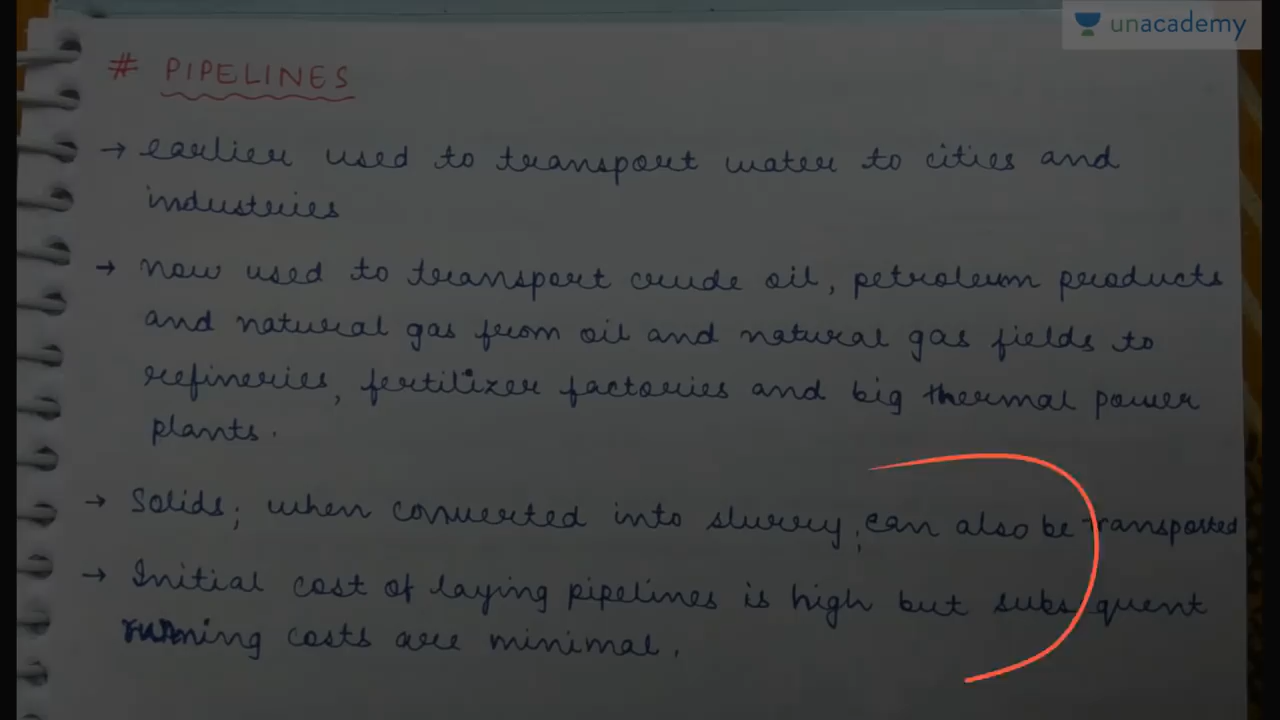 unacademy
# PIPELINES
→ earlier used to transport water to cities and
industries
→ now used to transport crude oil, petroleum products
and natural gas from oil and natural gas fields to
refineries, fertilizer factories and big thermal power
plants.
→ Solids, when converted into slurry, can also be transported
→ Initial cost of laying pipelines is high but subsequent
running costs are minimal.